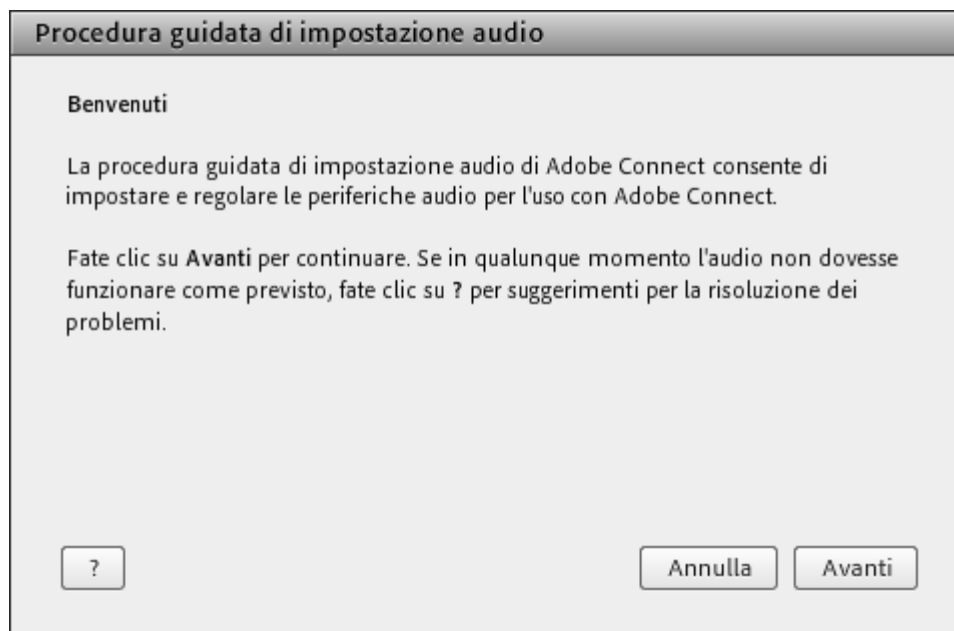 Procedura guidata di impostazione audio
Benvenuti
La procedura guidata di impostazione audio di Adobe Connect consente di
impostare e regolare le periferiche audio per l'uso con Adobe Connect.
Fate clic su Avanti per continuare. Se in qualunque momento l'audio non dovesse
funzionare come previsto, fate clic su ? per suggerimenti per la risoluzione dei
problemi.
? Annulla Avanti